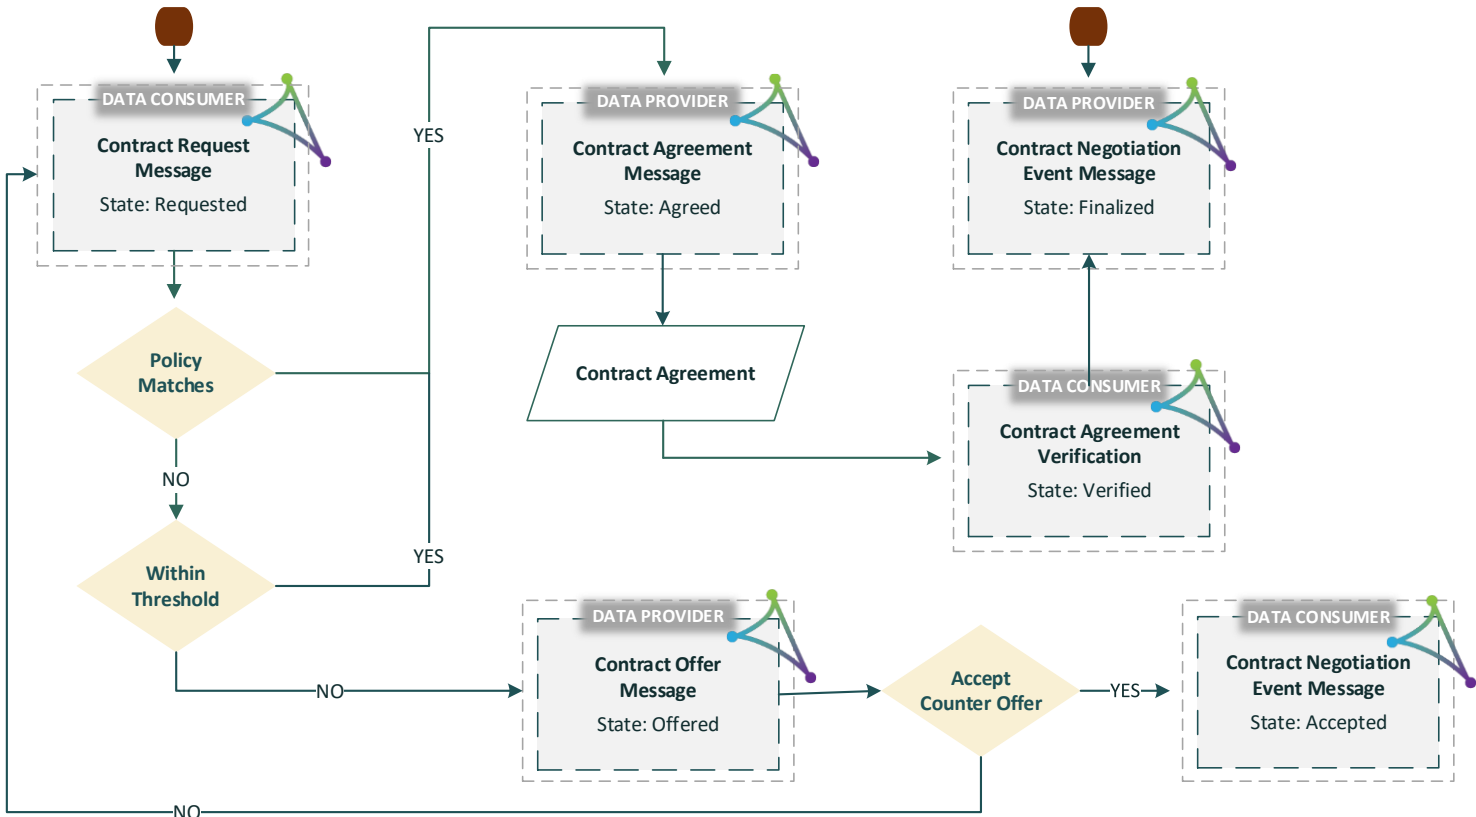 DATA CONSUMER
Contract Request
Message
State: Requested
Policy
Matches
NO
Within
Threshold
YES
YES
NO
DATA PROVIDER
Contract Agreement
Message
State: Agreed
Contract Agreement
DATA PROVIDER
Contract Negotiation
Event Message
State: Finalized
DATA CONSUMER
Contract Agreement
Verification
State: Verified
DATA PROVIDER
Contract Offer
Message
State: Offered
Accept
Counter Offer
YES
DATA CONSUMER
Contract Negotiation
Event Message
State: Accepted
NO